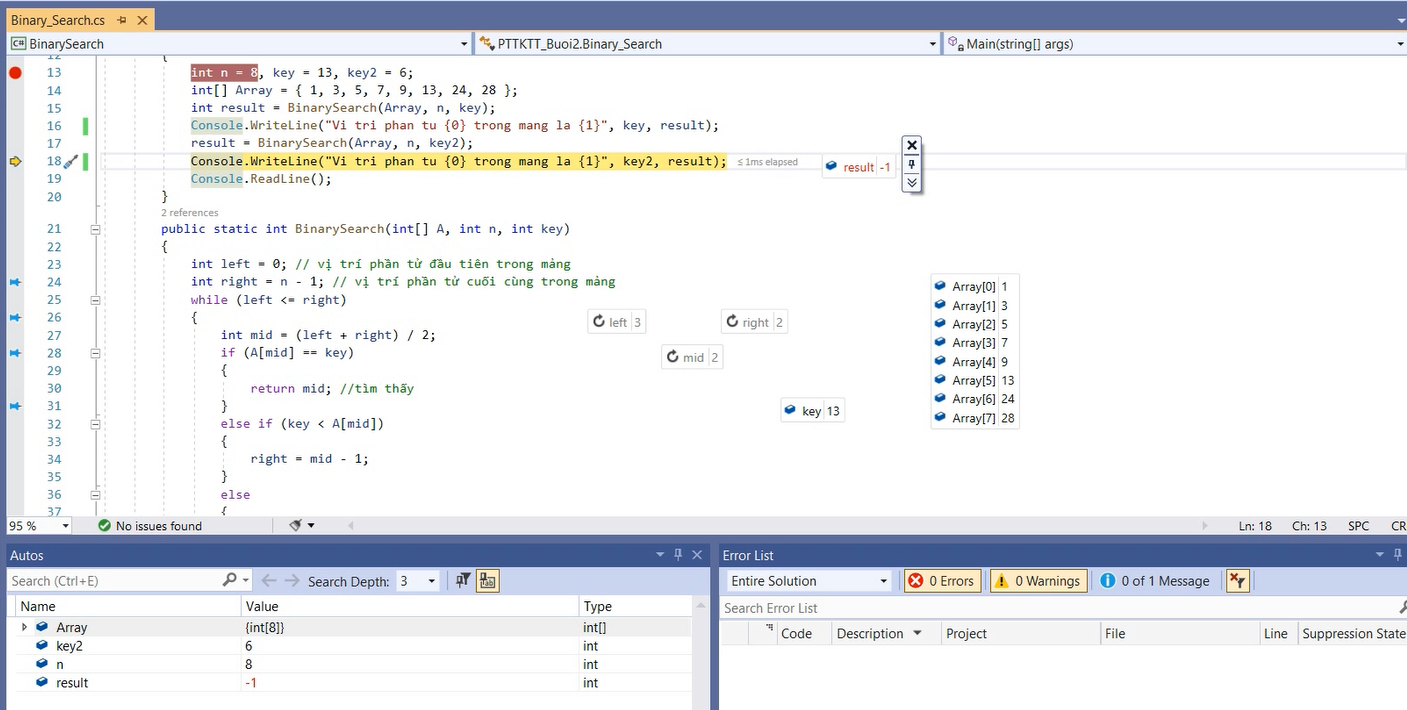 Binary_Search.cs
C# BinarySearch
PTTKTT_Buoi2.Binary_Search
Main(string[] args)
12 {
13 int n = 8, key = 13, key2 = 6;
14 int[] Array = { 1, 3, 5, 7, 9, 13, 24, 28 };
15 int result = BinarySearch(Array, n, key);
16 Console.WriteLine("Vi tri phan tu {0} trong mang la {1}", key, result);
17 result = BinarySearch(Array, n, key2);
18 Console.WriteLine("Vi tri phan tu {0} trong mang la {1}", key2, result); ≤ 1ms elapsed result -1
19 Console.ReadLine();
20 }
2 references
21 public static int BinarySearch(int[] A, int n, int key)
22 {
23 int left = 0; // vị trí phần tử đầu tiên trong mảng
24 int right = n - 1; // vị trí phần tử cuối cùng trong mảng
25 while (left <= right)
26 {
27 int mid = (left + right) / 2;
28 if (A[mid] == key)
29 {
30 return mid; //tìm thấy
31 }
32 else if (key < A[mid])
33 {
34 right = mid - 1;
35 }
36 else
37 {
left 3
right 2
mid 2
key 13
Array[0] 1
Array[1] 3
Array[2] 5
Array[3] 7
Array[4] 9
Array[5] 13
Array[6] 24
Array[7] 28
95 % No issues found Ln: 18 Ch: 13 SPC CR
Autos
Search (Ctrl+E) Search Depth: 3
Name Value Type
Array {int[8]} int[]
key2 6 int
n 8 int
result -1 int
Error List
Entire Solution 0 Errors 0 Warnings 0 of 1 Message
Search Error List
Code Description Project File Line Suppression State